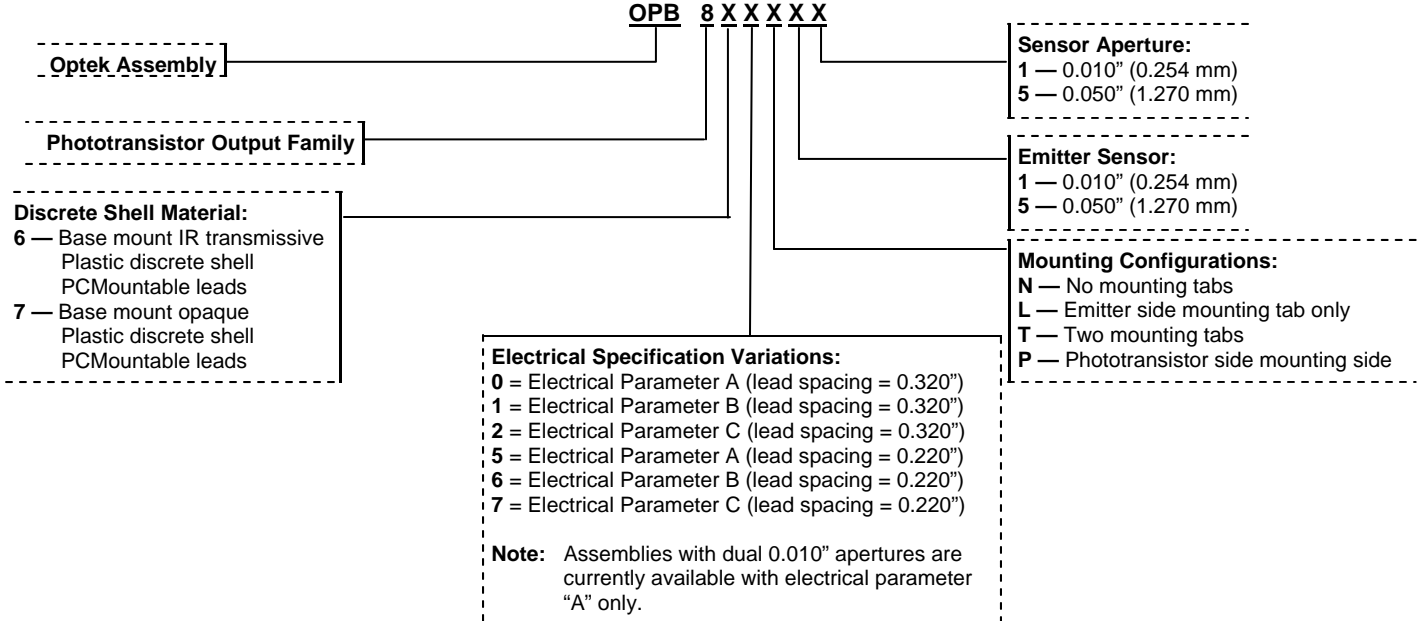 OPB 8 X X X X X
Optek Assembly
Phototransistor Output Family
Discrete Shell Material:
6 — Base mount IR transmissive
Plastic discrete shell
PCMountable leads
7 — Base mount opaque
Plastic discrete shell
PCMountable leads
Electrical Specification Variations:
0 = Electrical Parameter A (lead spacing = 0.320”)
1 = Electrical Parameter B (lead spacing = 0.320”)
2 = Electrical Parameter C (lead spacing = 0.320”)
5 = Electrical Parameter A (lead spacing = 0.220”)
6 = Electrical Parameter B (lead spacing = 0.220”)
7 = Electrical Parameter C (lead spacing = 0.220”)
Note: Assemblies with dual 0.010” apertures are
currently available with electrical parameter
“A” only.
Sensor Aperture:
1 — 0.010” (0.254 mm)
5 — 0.050” (1.270 mm)
Emitter Sensor:
1 — 0.010” (0.254 mm)
5 — 0.050” (1.270 mm)
Mounting Configurations:
N — No mounting tabs
L — Emitter side mounting tab only
T — Two mounting tabs
P — Phototransistor side mounting side